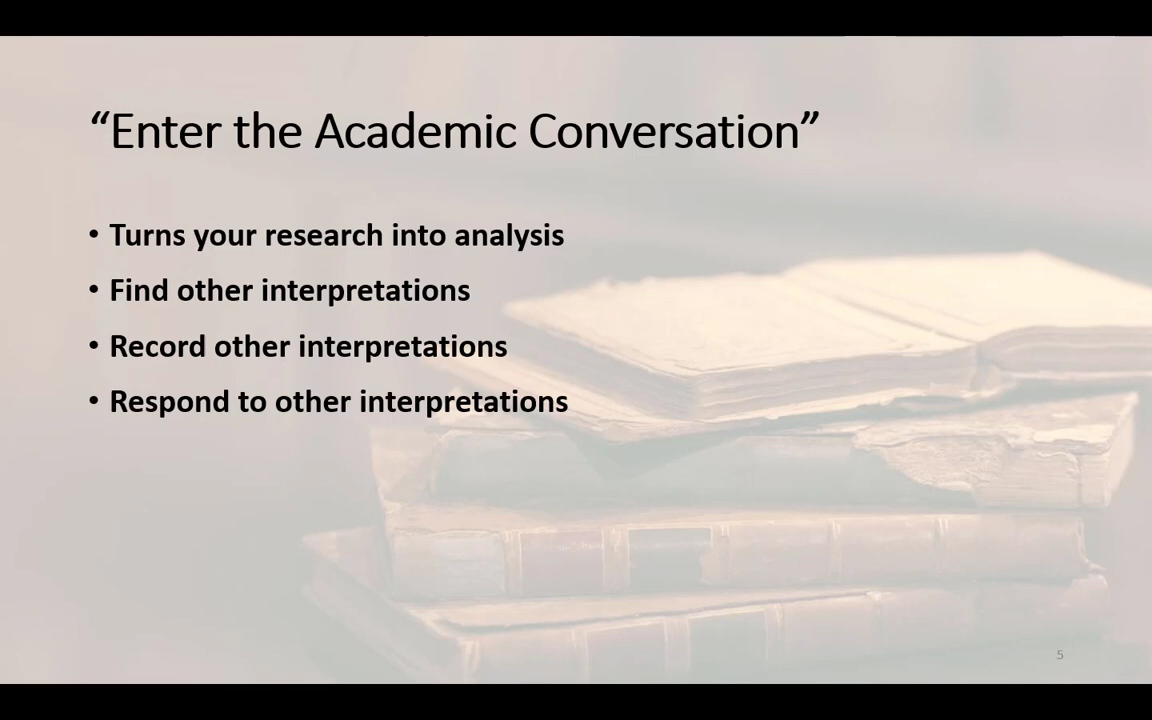 “Enter the Academic Conversation”
• Turns your research into analysis
• Find other interpretations
• Record other interpretations
• Respond to other interpretations
5